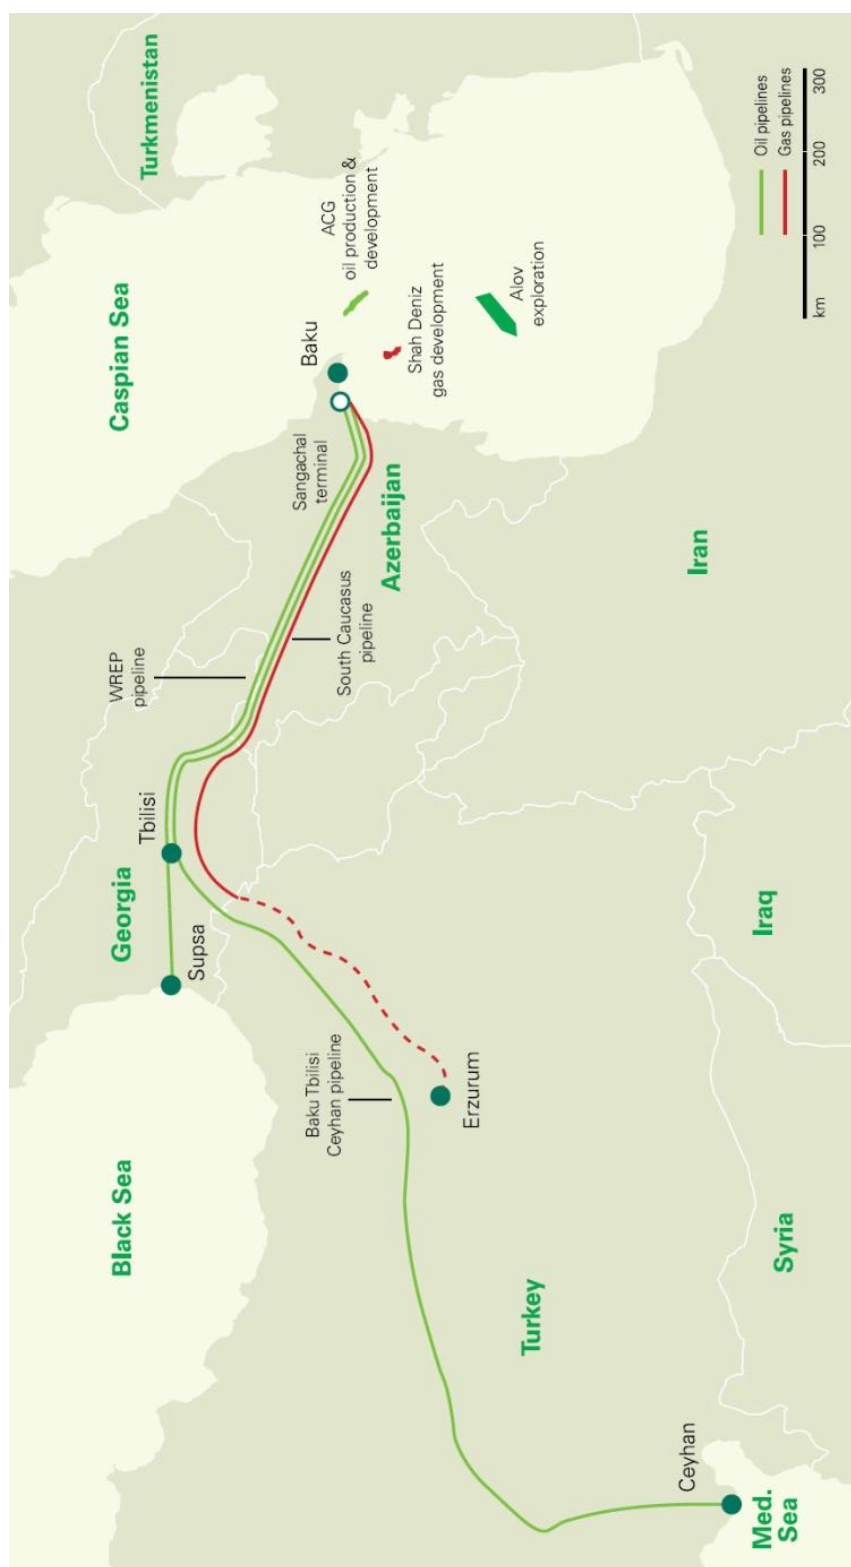 Black Sea
Georgia
Caspian Sea
Turkmenistan
Supsa
Tbilisi
WREP
pipeline
Sangachal
terminal
Baku
ACG
oil production &
development
Baku Tbilisi
Ceyhan pipeline
South Caucasus
pipeline
Azerbaijan
Shah Deniz
gas development
Erzurum
Alov
exploration
Turkey
Ceyhan
Iran
Med.
Sea
Syria
Iraq
Oil pipelines
Gas pipelines
km 100 200 300